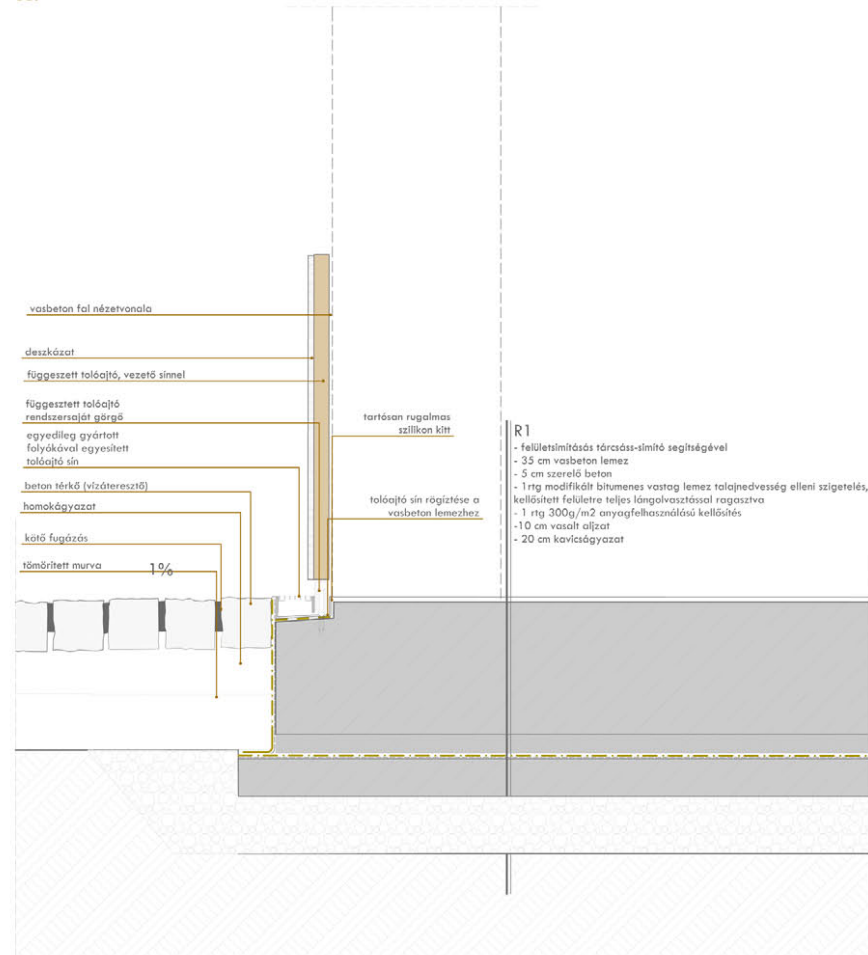 vasbeton fal nézetvonala
deszkázat
függeszett tolóajtó, vezető sínnel
függesztett tolóajtó
rendszersaját görgő
egyedileg gyártott
folyókával egyesített
tolóajtó sín
beton térkő (vízáteresztő)
homokágyazat
kötő fugázás
tömörített murva
1%
tartósan rugalmas
szilikon kitt
tolóajtó sín rögzítése a
vasbeton lemezhez
R1
- felületsimításás tárcsáss-simító segítségével
- 35 cm vasbeton lemez
- 5 cm szerelő beton
- 1rtg modifikált bitumenes vastag lemez talajnedvesség elleni szigetelés,
kellősített felületre teljes lángolvasztással ragasztva
- 1 rtg 300g/m2 anyagfelhasználású kellősítés
-10 cm vasalt aljzat
- 20 cm kavicságyazat